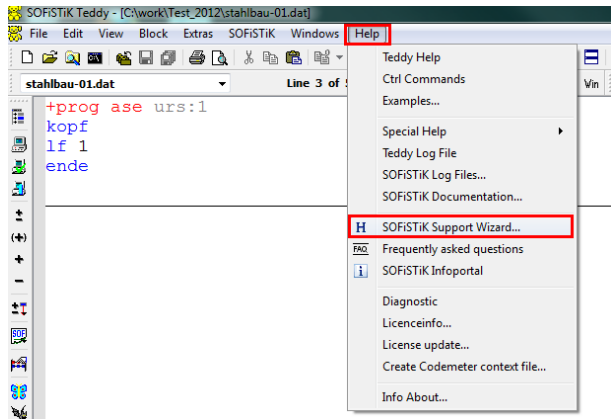 SOFiSTiK Teddy - [C:\work\Test_2012\stahlbau-01.dat]
File Edit View Block Extras SOFiSTiK Windows Help
stahlbau-01.dat
Line 3 of
Win
+prog ase urs:1
kopf
lf 1
ende
Teddy Help
Ctrl Commands
Examples...
Special Help
Teddy Log File
SOFiSTiK Log Files...
SOFiSTiK Documentation...
H SOFiSTiK Support Wizard...
FAQ Frequently asked questions
i SOFiSTiK Infoportal
Diagnostic
Licenceinfo...
License update...
Create Codemeter context file...
Info About...
SOF